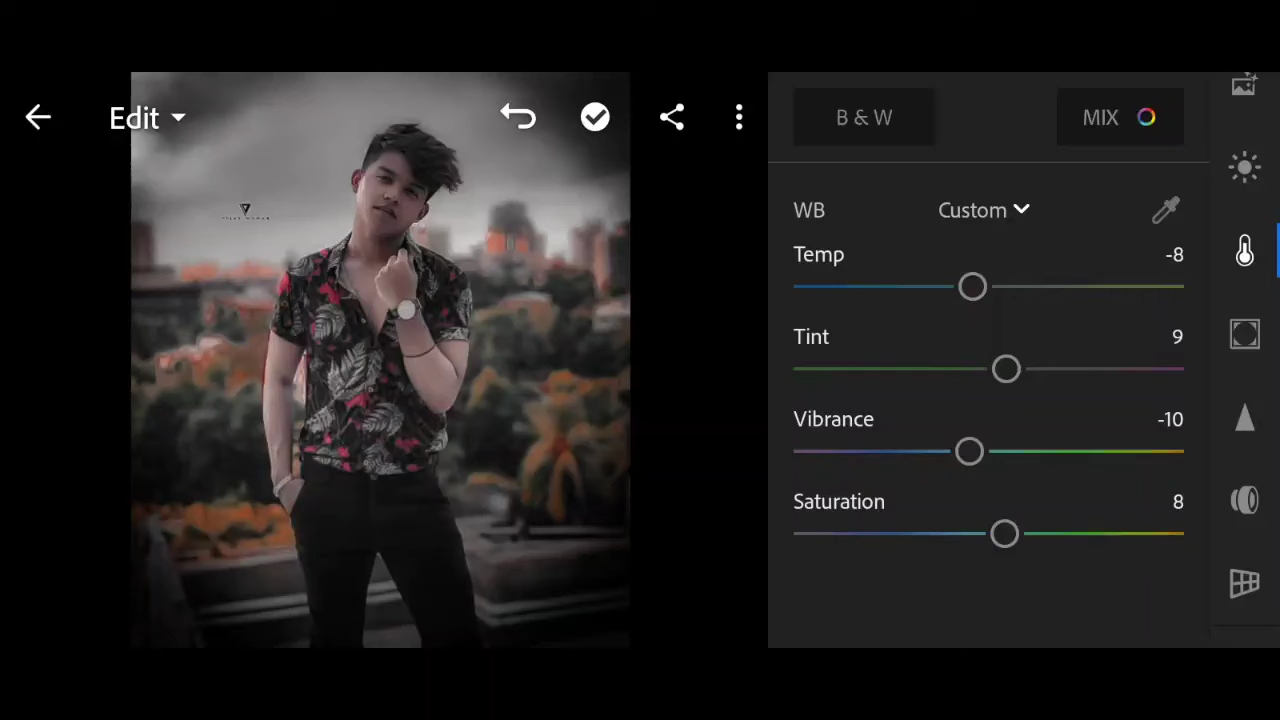 Edit
B & W
MIX
WB
Custom
Temp
-8
Tint
9
Vibrance
-10
Saturation
8